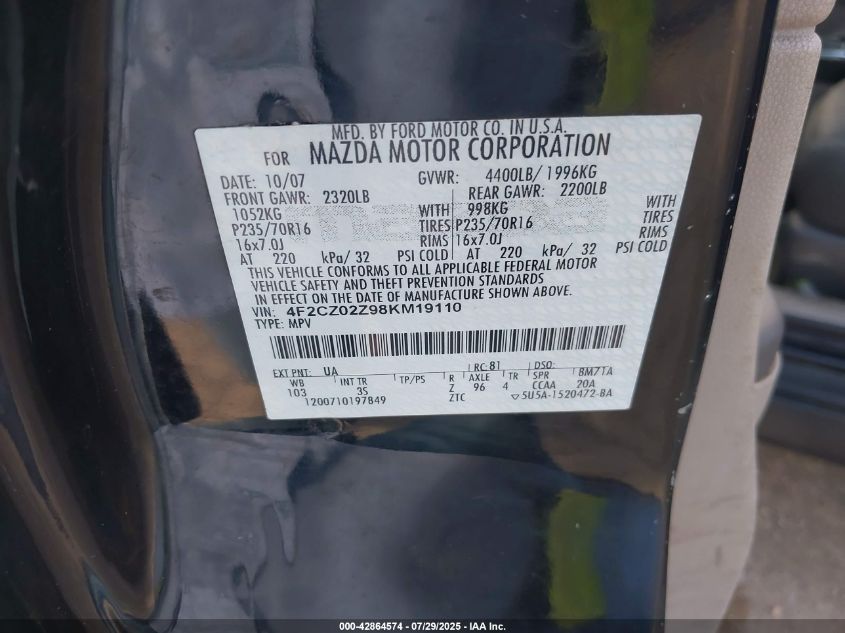 MFD. BY FORD MOTOR CO. IN U.S.A.
FOR MAZDA MOTOR CORPORATION
DATE: 10/07 GVWR: 4400LB/1996KG
FRONT GAWR: 2320LB REAR GAWR: 2200LB
1052KG WITH 998KG WITH
P235/70R16 TIRES P235/70R16 TIRES
16x7.0J RIMS 16x7.0J RIMS
AT 220 kPa/ 32 PSI COLD AT 220 kPa/ 32 PSI COLD
THIS VEHICLE CONFORMS TO ALL APPLICABLE FEDERAL MOTOR
VEHICLE SAFETY AND THEFT PREVENTION STANDARDS
IN EFFECT ON THE DATE OF MANUFACTURE SHOWN ABOVE.
VIN: 4F2CZ02Z98KM19110
TYPE: MPV
EXT PNT: UA RC: 81 DSO:
WB INT TR TP/PS R AXLE TR SPR BM71A
103 3S Z 96 4 CCAA 20A
1200710197849 ZTC 5U5A-1520472-BA
000-42864574 | 07/29/2025 - IAA Inc.